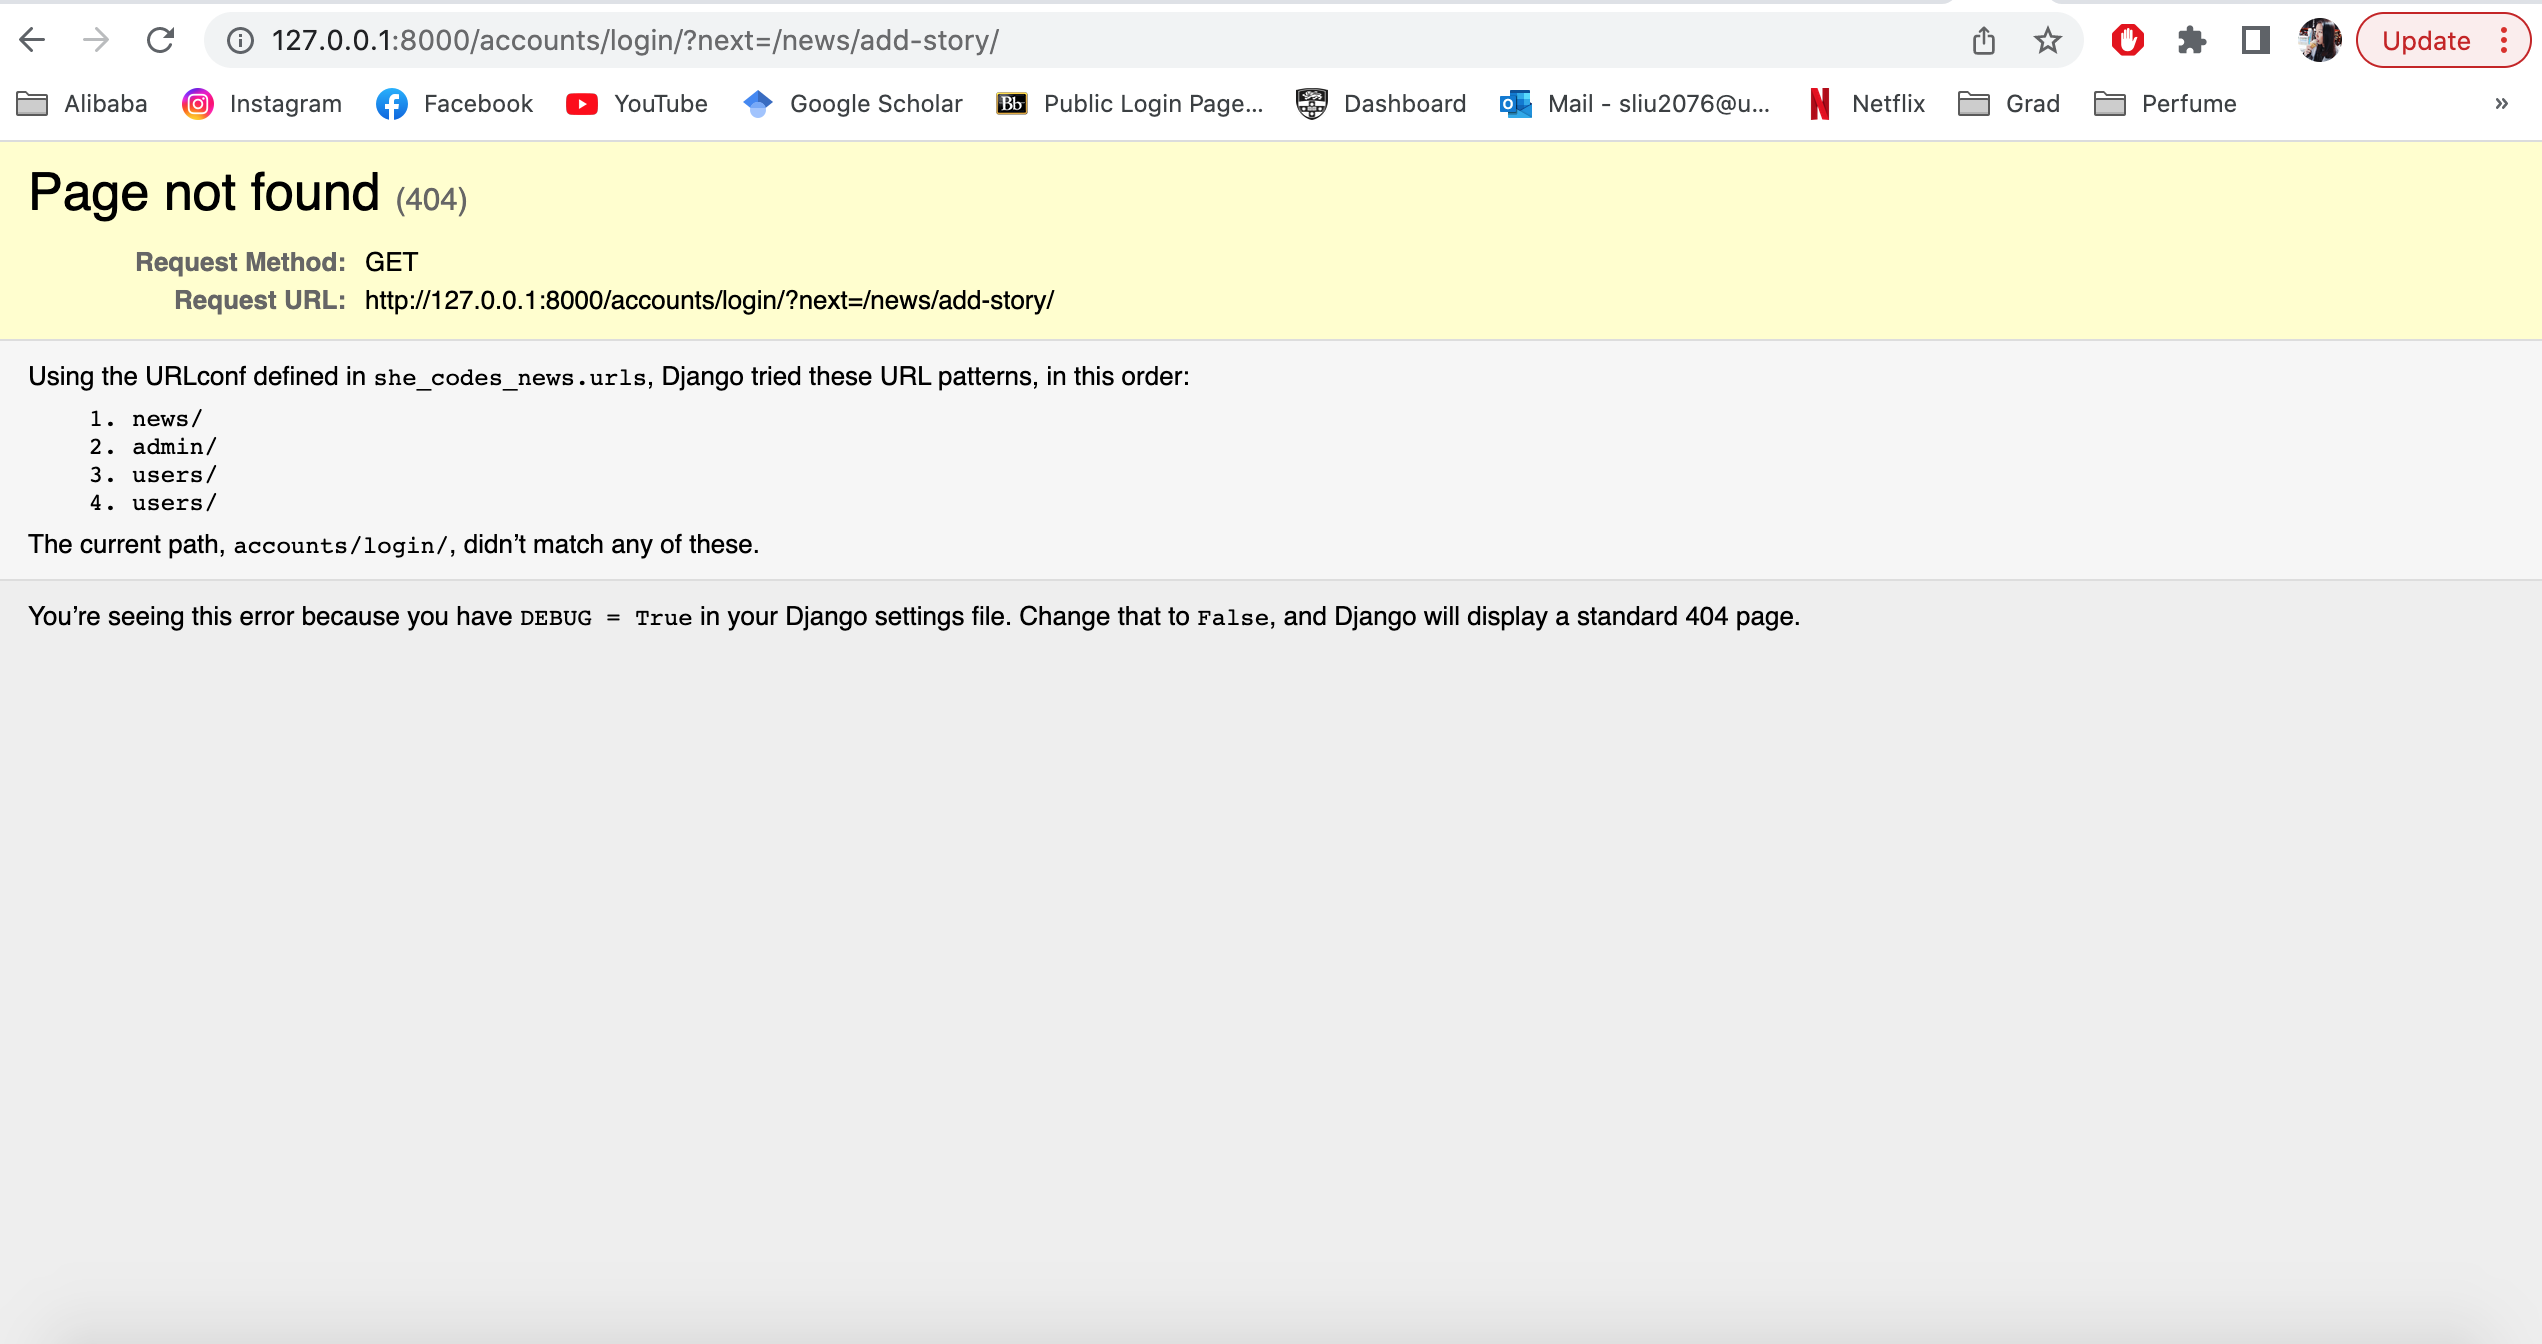 127.0.0.1:8000/accounts/login/?next=/news/add-story/
Update
Alibaba
Instagram
Facebook
YouTube
Google Scholar
Bb
Public Login Page...
Dashboard
Mail - sliu2076@u...
Netflix
Grad
Perfume
»
Page not found (404)
Request Method: GET
Request URL: http://127.0.0.1:8000/accounts/login/?next=/news/add-story/
Using the URLconf defined in she_codes_news.urls, Django tried these URL patterns, in this order:
1. news/
2. admin/
3. users/
4. users/
The current path, accounts/login/, didn’t match any of these.
You’re seeing this error because you have DEBUG = True in your Django settings file. Change that to False, and Django will display a standard 404 page.